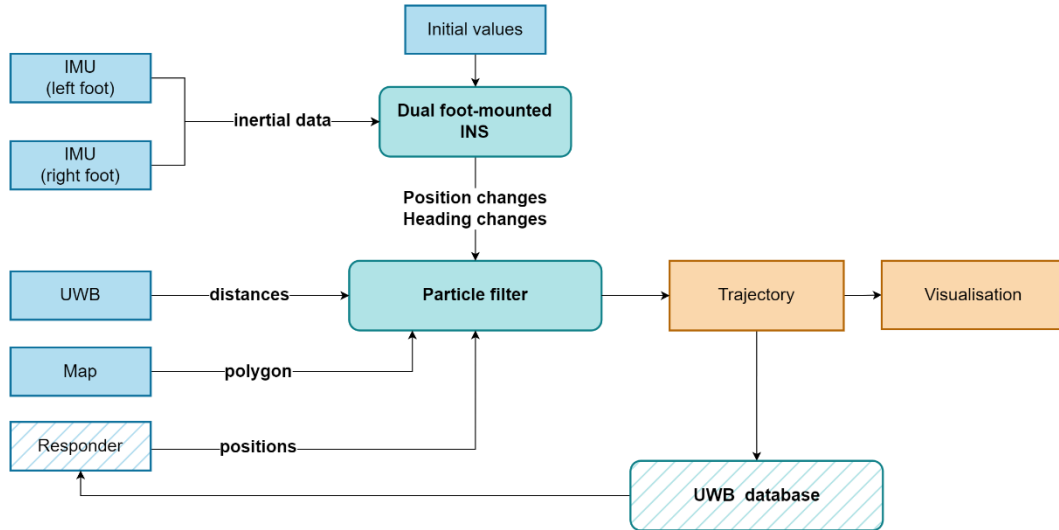 Initial values
IMU
(left foot)
inertial data
Dual foot-mounted
INS
IMU
(right foot)
Position changes
Heading changes
UWB
distances
Particle filter
Trajectory
Visualisation
Map
polygon
Responder
positions
UWB database